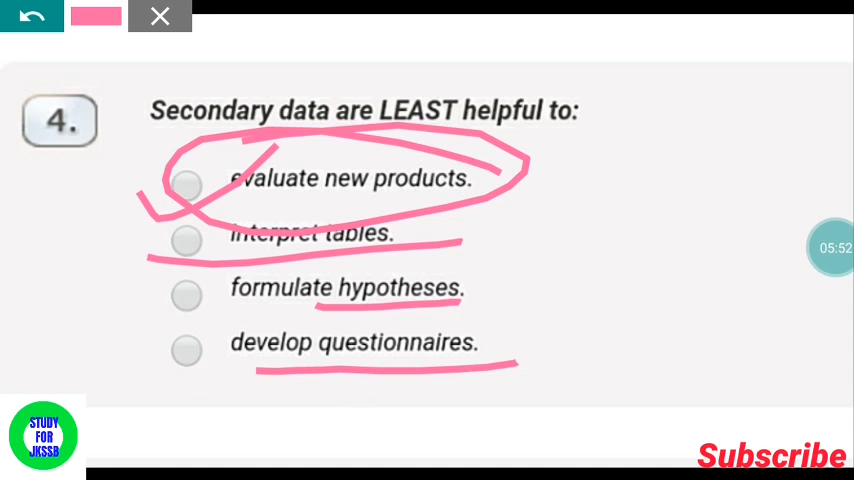 4.
Secondary data are LEAST helpful to:
evaluate new products.
interpret tables.
formulate hypotheses.
develop questionnaires.
05:52
STUDY
FOR
JKSSB
Subscribe